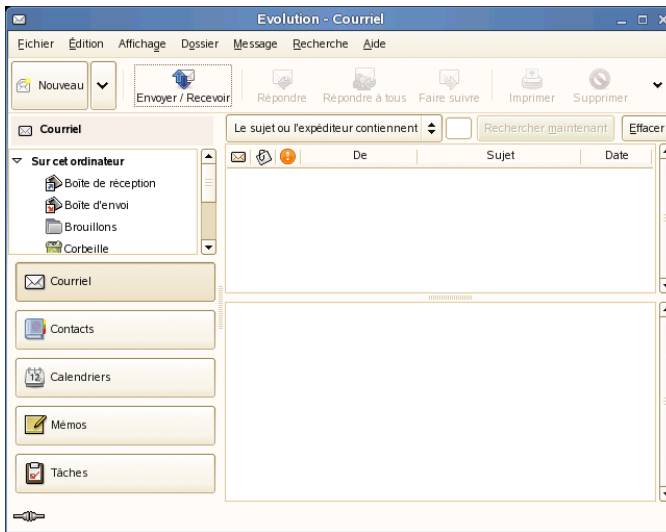 Evolution - Courriel
Eichier Édition Affichage Dossier Message Recherche Aide
Nouveau Envoyer / Recevoir Répondre Répondre à tous Faire suivre Imprimer Supprimer
Courriel Le sujet ou l'expéditeur contiennent Rechercher maintenant Effacer
Sur cet ordinateur De Sujet Date
Boîte de réception
Boîte d'envoi
Brouillons
Corbeille
Courriel
Contacts
12 Calendriers
Mémos
Tâches